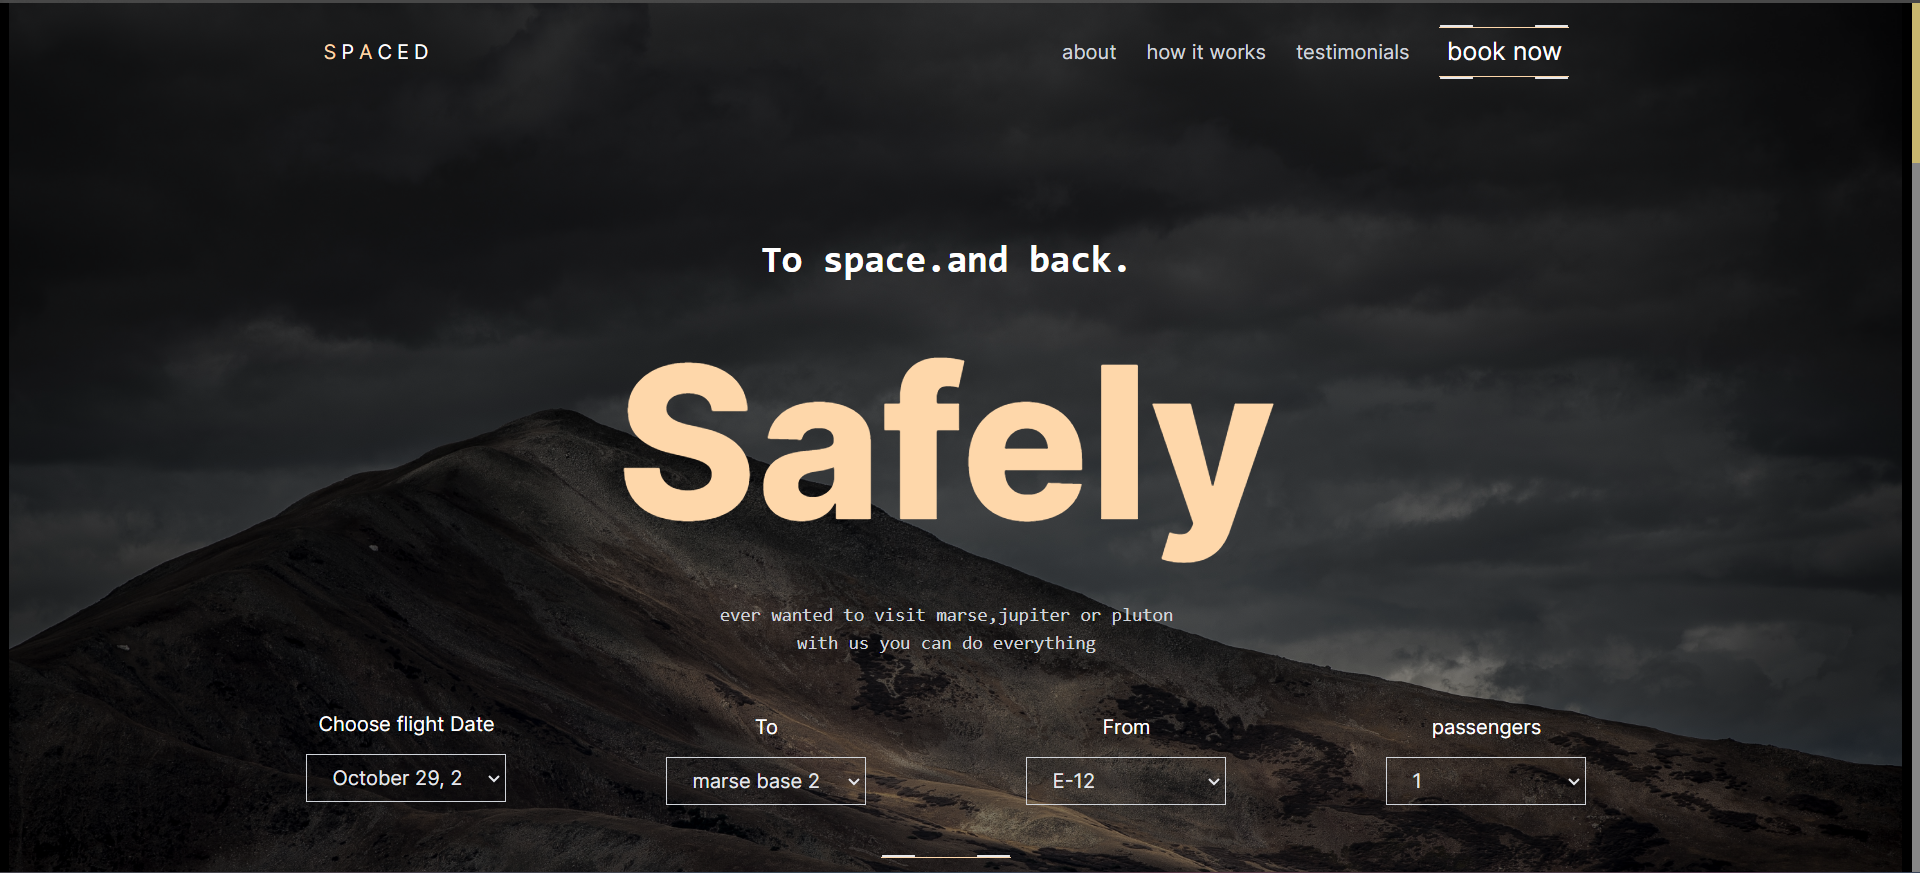 SPACED
about how it works testimonials book now
To space.and back.
Safely
ever wanted to visit marse,jupiter or pluton
with us you can do everything
Choose flight Date To From passengers
October 29, 2 marse base 2 E-12 1